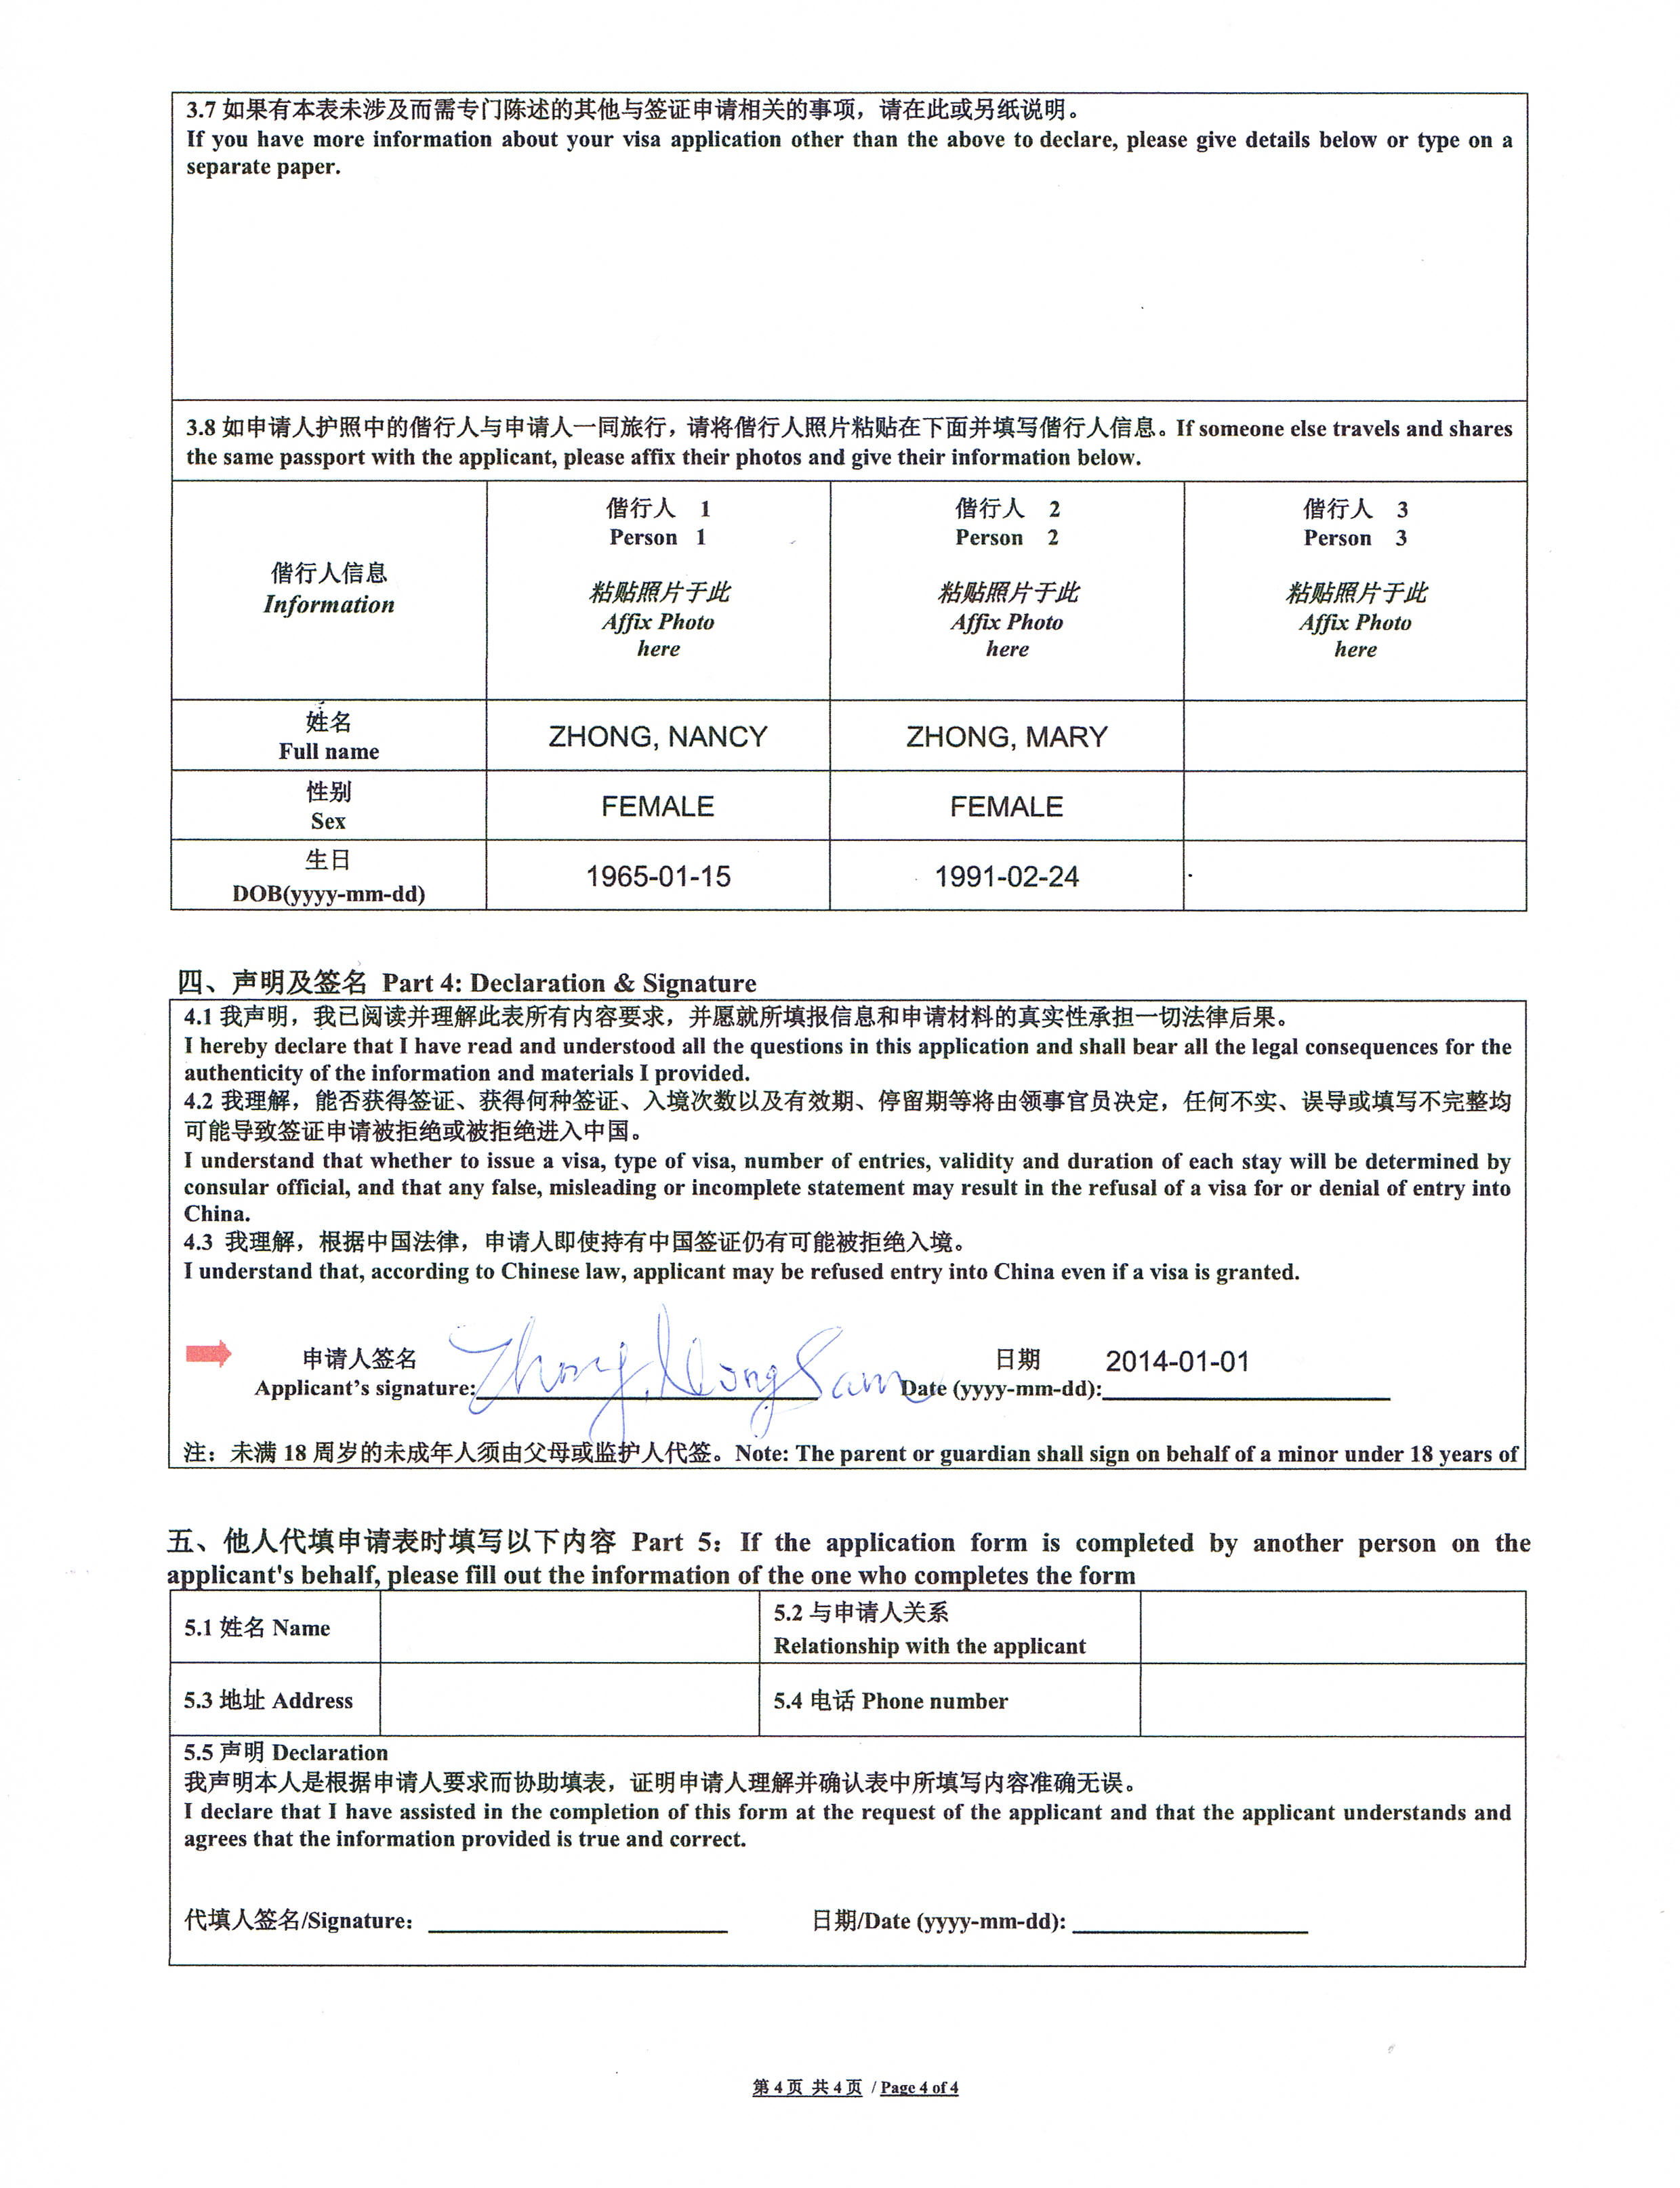 3.7 如果有本表未涉及而需专门陈述的其他与签证申请相关的事项，请在此或另纸说明。
If you have more information about your visa application other than the above to declare, please give details below or type on a
separate paper.
3.8 如申请人护照中的偕行人与申请人一同旅行，请将偕行人照片粘贴在下面并填写偕行人信息。If someone else travels and shares
the same passport with the applicant, please affix their photos and give their information below.
偕行人信息
Information
偕行人 1
Person 1
粘贴照片于此
Affix Photo
here
偕行人 2
Person 2
粘贴照片于此
Affix Photo
here
偕行人 3
Person 3
粘贴照片于此
Affix Photo
here
姓名
Full name
ZHONG, NANCY
ZHONG, MARY
性别
Sex
FEMALE
FEMALE
生日
DOB(yyyy-mm-dd)
1965-01-15
1991-02-24
四、声明及签名 Part 4: Declaration & Signature
4.1 我声明，我已阅读并理解此表所有内容要求，并愿就所填报信息和申请材料的真实性承担一切法律后果。
I hereby declare that I have read and understood all the questions in this application and shall bear all the legal consequences for the
authenticity of the information and materials I provided.
4.2 我理解，能否获得签证、获得何种签证、入境次数以及有效期、停留期等将由领事官员决定，任何不实、误导或填写不完整均
可能导致签证申请被拒绝或被拒绝进入中国。
I understand that whether to issue a visa, type of visa, number of entries, validity and duration of each stay will be determined by
consular official, and that any false, misleading or incomplete statement may result in the refusal of a visa for or denial of entry into
China.
4.3 我理解，根据中国法律，申请人即使持有中国签证仍有可能被拒绝入境。
I understand that, according to Chinese law, applicant may be refused entry into China even if a visa is granted.
申请人签名
Applicant's signature: Zhong, Dong Sam
日期 2014-01-01
Date (yyyy-mm-dd):
注：未满 18 周岁的未成年人须由父母或监护人代签。Note: The parent or guardian shall sign on behalf of a minor under 18 years of
五、他人代填申请表时填写以下内容 Part 5: If the application form is completed by another person on the
applicant's behalf, please fill out the information of the one who completes the form
5.1 姓名 Name
5.2 与申请人关系
Relationship with the applicant
5.3 地址 Address
5.4 电话 Phone number
5.5 声明 Declaration
我声明本人是根据申请人要求而协助填表，证明申请人理解并确认表中所填写内容准确无误。
I declare that I have assisted in the completion of this form at the request of the applicant and that the applicant understands and
agrees that the information provided is true and correct.
代填人签名/Signature:
日期/Date (yyyy-mm-dd):
第 4 页 共 4 页 / Page 4 of 4